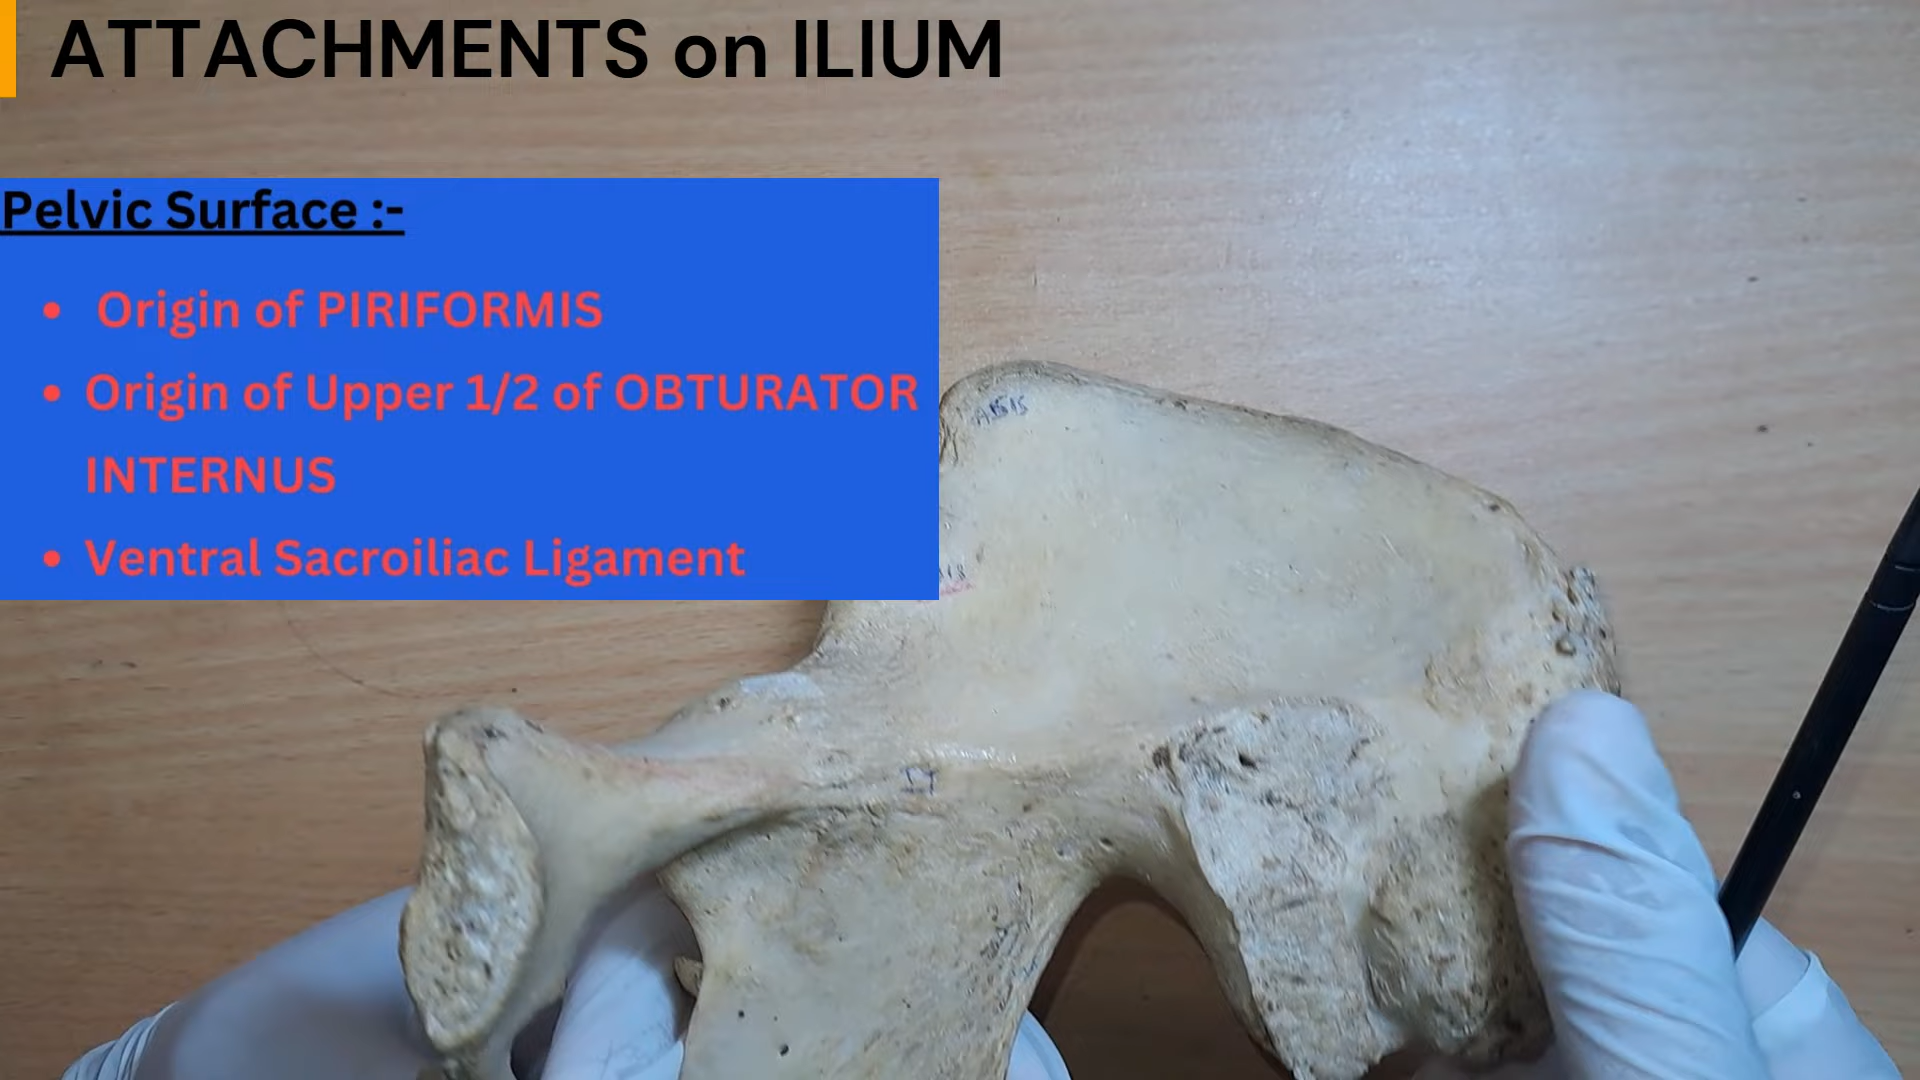 ATTACHMENTS on ILIUM
Pelvic Surface :-
• Origin of PIRIFORMIS
• Origin of Upper 1/2 of OBTURATOR
INTERNUS
• Ventral Sacroiliac Ligament